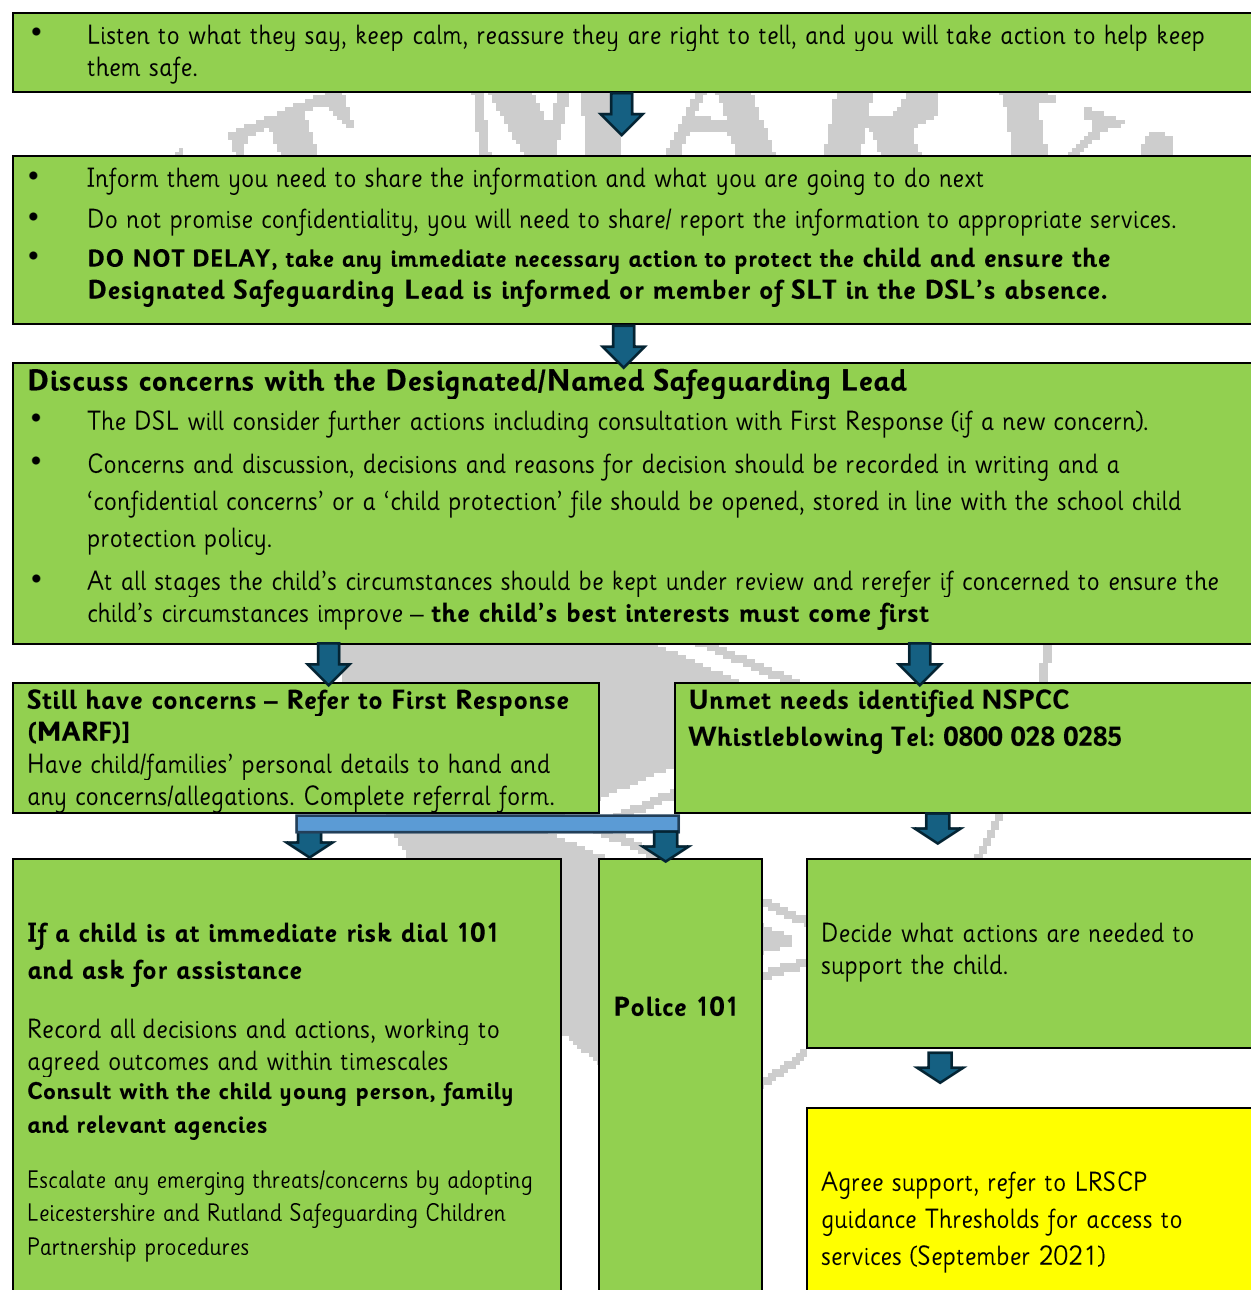 • Listen to what they say, keep calm, reassure they are right to tell, and you will take action to help keep
them safe.
• Inform them you need to share the information and what you are going to do next
• Do not promise confidentiality, you will need to share/ report the information to appropriate services.
• DO NOT DELAY, take any immediate necessary action to protect the child and ensure the
Designated Safeguarding Lead is informed or member of SLT in the DSL's absence.
Discuss concerns with the Designated/Named Safeguarding Lead
• The DSL will consider further actions including consultation with First Response (if a new concern).
• Concerns and discussion, decisions and reasons for decision should be recorded in writing and a
‘confidential concerns’ or a ‘child protection’ file should be opened, stored in line with the school child
protection policy.
• At all stages the child’s circumstances should be kept under review and rerefer if concerned to ensure the
child’s circumstances improve – the child’s best interests must come first
Still have concerns – Refer to First Response
(MARF)]
Have child/families’ personal details to hand and
any concerns/allegations. Complete referral form.
Unmet needs identified NSPCC
Whistleblowing Tel: 0800 028 0285
If a child is at immediate risk dial 101
and ask for assistance
Record all decisions and actions, working to
agreed outcomes and within timescales
Consult with the child young person, family
and relevant agencies
Escalate any emerging threats/concerns by adopting
Leicestershire and Rutland Safeguarding Children
Partnership procedures
Police 101
Decide what actions are needed to
support the child.
Agree support, refer to LRSCP
guidance Thresholds for access to
services (September 2021)